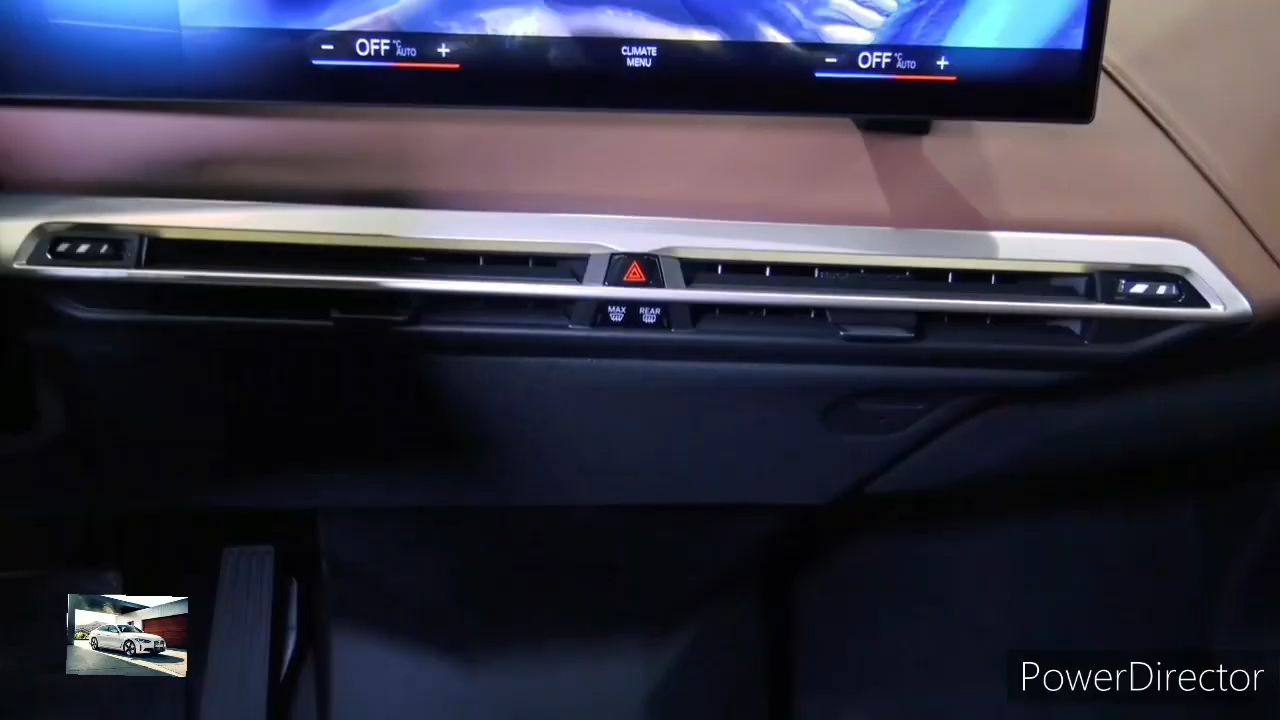 − OFF °C AUTO +
CLIMATE
MENU
− OFF °C AUTO +
MAX
REAR
PowerDirector